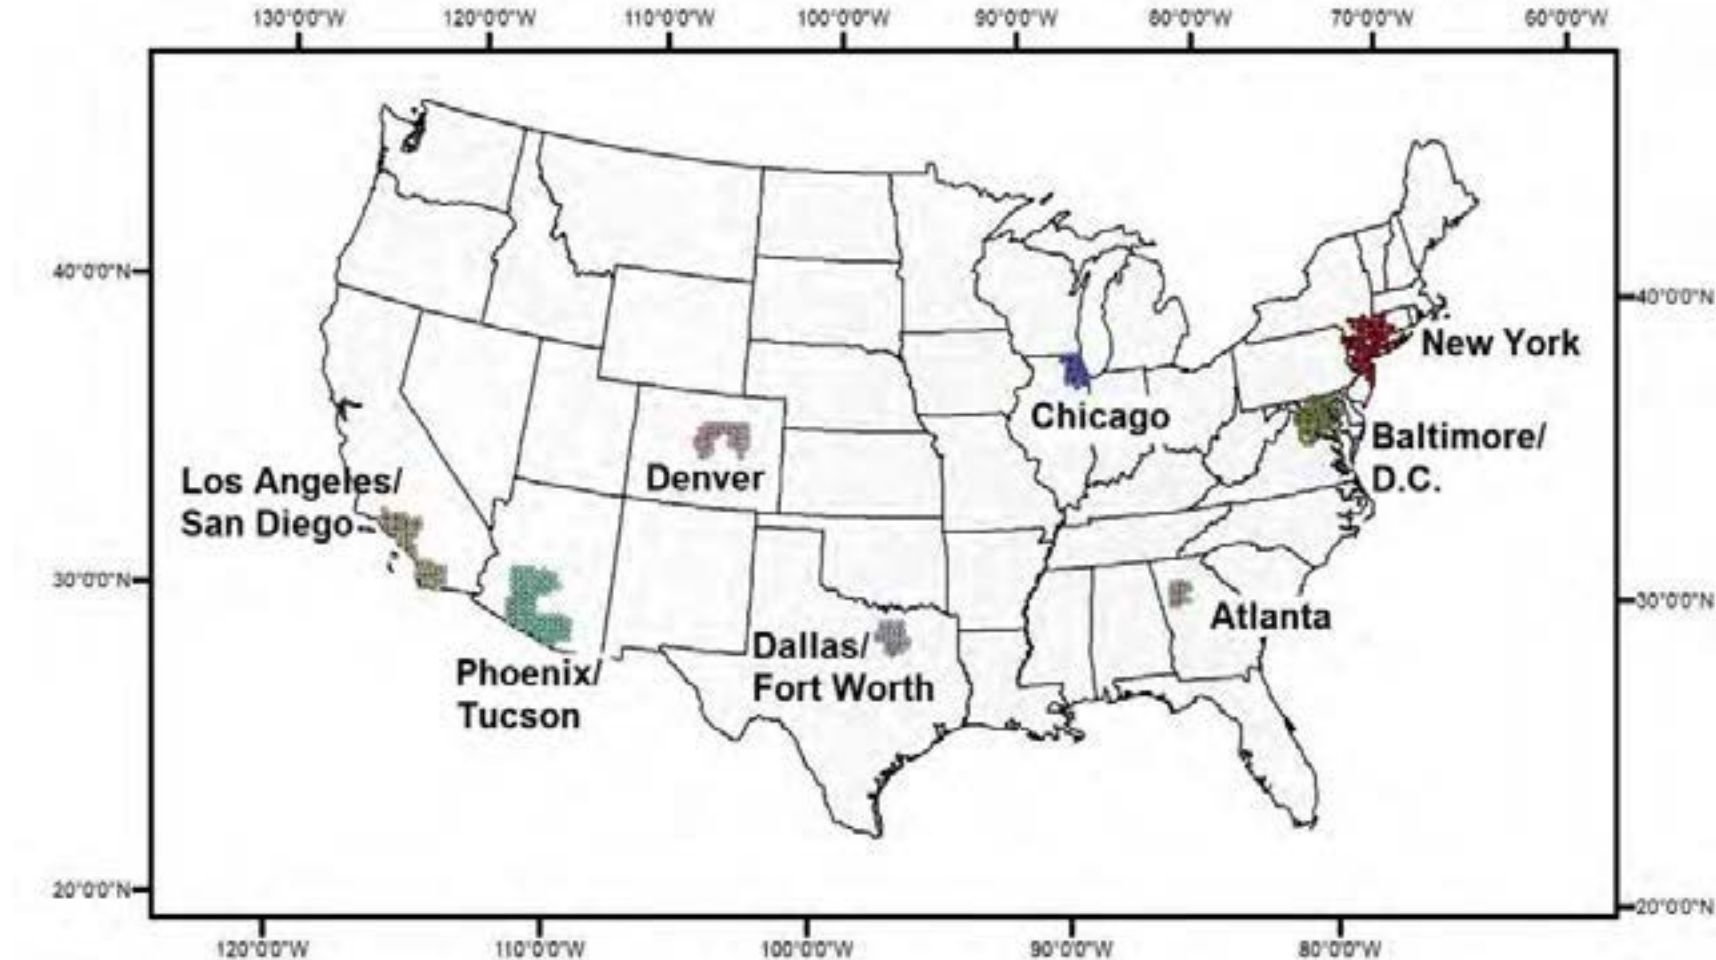 130°0'0"W 120°0'0"W 110°0'0"W 100°0'0"W 90°0'0"W 80°0'0"W 70°0'0"W 60°0'0"W
40°0'0"N
40°0'0"N
New York
Chicago
Baltimore/
D.C.
Denver
Los Angeles/
San Diego
30°0'0"N
30°0'0"N
Atlanta
Dallas/
Fort Worth
Phoenix/
Tucson
20°0'0"N
20°0'0"N
120°0'0"W 110°0'0"W 100°0'0"W 90°0'0"W 80°0'0"W